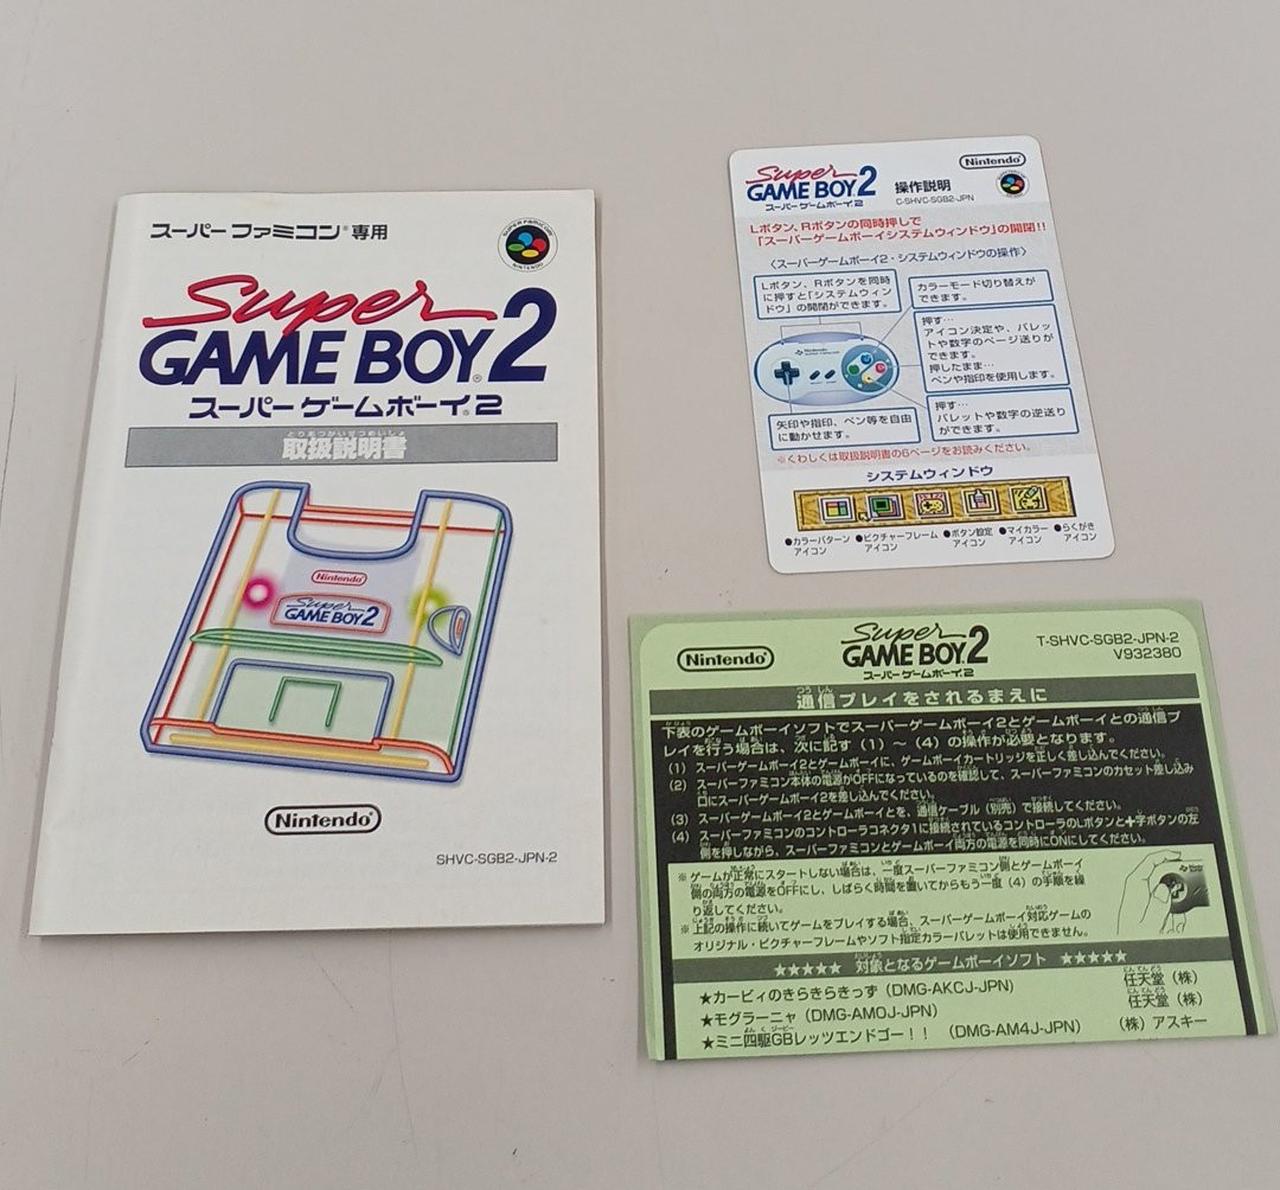 スーパーファミコン®専用
SUPER FAMICOM
NINTENDO
Super
GAME BOY®2
スーパーゲームボーイ®2
とりあつかいせつめいしょ
取扱説明書
Nintendo
Super
GAME BOY 2
Nintendo®
SHVC-SGB2-JPN-2
Super
GAME BOY®2
スーパーゲームボーイ®2
操作説明
C-SHVC-SGB2-JPN
Nintendo®
Lボタン、Rボタンの同時押しで
「スーパーゲームボーイシステムウィンドウ」の開閉!!
〈スーパーゲームボーイ2・システムウィンドウの操作〉
Lボタン、Rボタンを同時
に押すと「システムウィン
ドウ」の開閉ができます。
カラーモード切り替えが
できます。
押す…
アイコン決定や、パレッ
トや数字のページ送りが
できます。
押したまま…
ペンや指印を使用します。
矢印や指印、ペン等を自由
に動かせます。
押す…
パレットや数字の逆送り
ができます。
※くわしくは取扱説明書の6ページをお読みください。
システムウィンドウ
●カラーパターン
アイコン
●ピクチャーフレーム
アイコン
●ボタン設定
アイコン
●マイカラー
アイコン
●らくがき
アイコン
Nintendo®
Super
GAME BOY®2
スーパーゲームボーイ®2
T-SHVC-SGB2-JPN-2
V932380
通信プレイをされるまえに
下表のゲームボーイソフトでスーパーゲームボーイ2とゲームボーイとの通信プ
レイを行う場合は、次に記す（1）〜（4）の操作が必要となります。
(1) スーパーゲームボーイ2とゲームボーイに、ゲームボーイカートリッジを正しく差し込んでください。
(2) スーパーファミコン本体の電源がOFFになっているのを確認して、スーパーファミコンのカセット差し込み
口にスーパーゲームボーイ2を差し込んでください。
(3) スーパーゲームボーイ2とゲームボーイとを、通信ケーブル（別売）で接続してください。
(4) スーパーファミコンのコントローラコネクタ1に接続されているコントローラのLボタンと+字ボタンの左
側を押しながら、スーパーファミコンとゲームボーイ両方の電源を同時にONにしてください。
※ ゲームが正常にスタートしない場合は、一度スーパーファミコン側とゲームボーイ
側の両方の電源をOFFにし、しばらく時間を置いてからもう一度（4）の手順を繰
り返してください。
※ 上記の操作に続いてゲームをプレイする場合、スーパーゲームボーイ対応ゲームの
オリジナル・ピクチャーフレームやソフト指定カラーパレットは使用できません。
★★★★★ 対象となるゲームボーイソフト ★★★★★
★カービィのきらきらきっず（DMG-AKCJ-JPN） 任天堂（株）
★モグラーニャ（DMG-AM0J-JPN） 任天堂（株）
★ミニ四駆GBレッツエンドゴー！！（DMG-AM4J-JPN） （株）アスキー